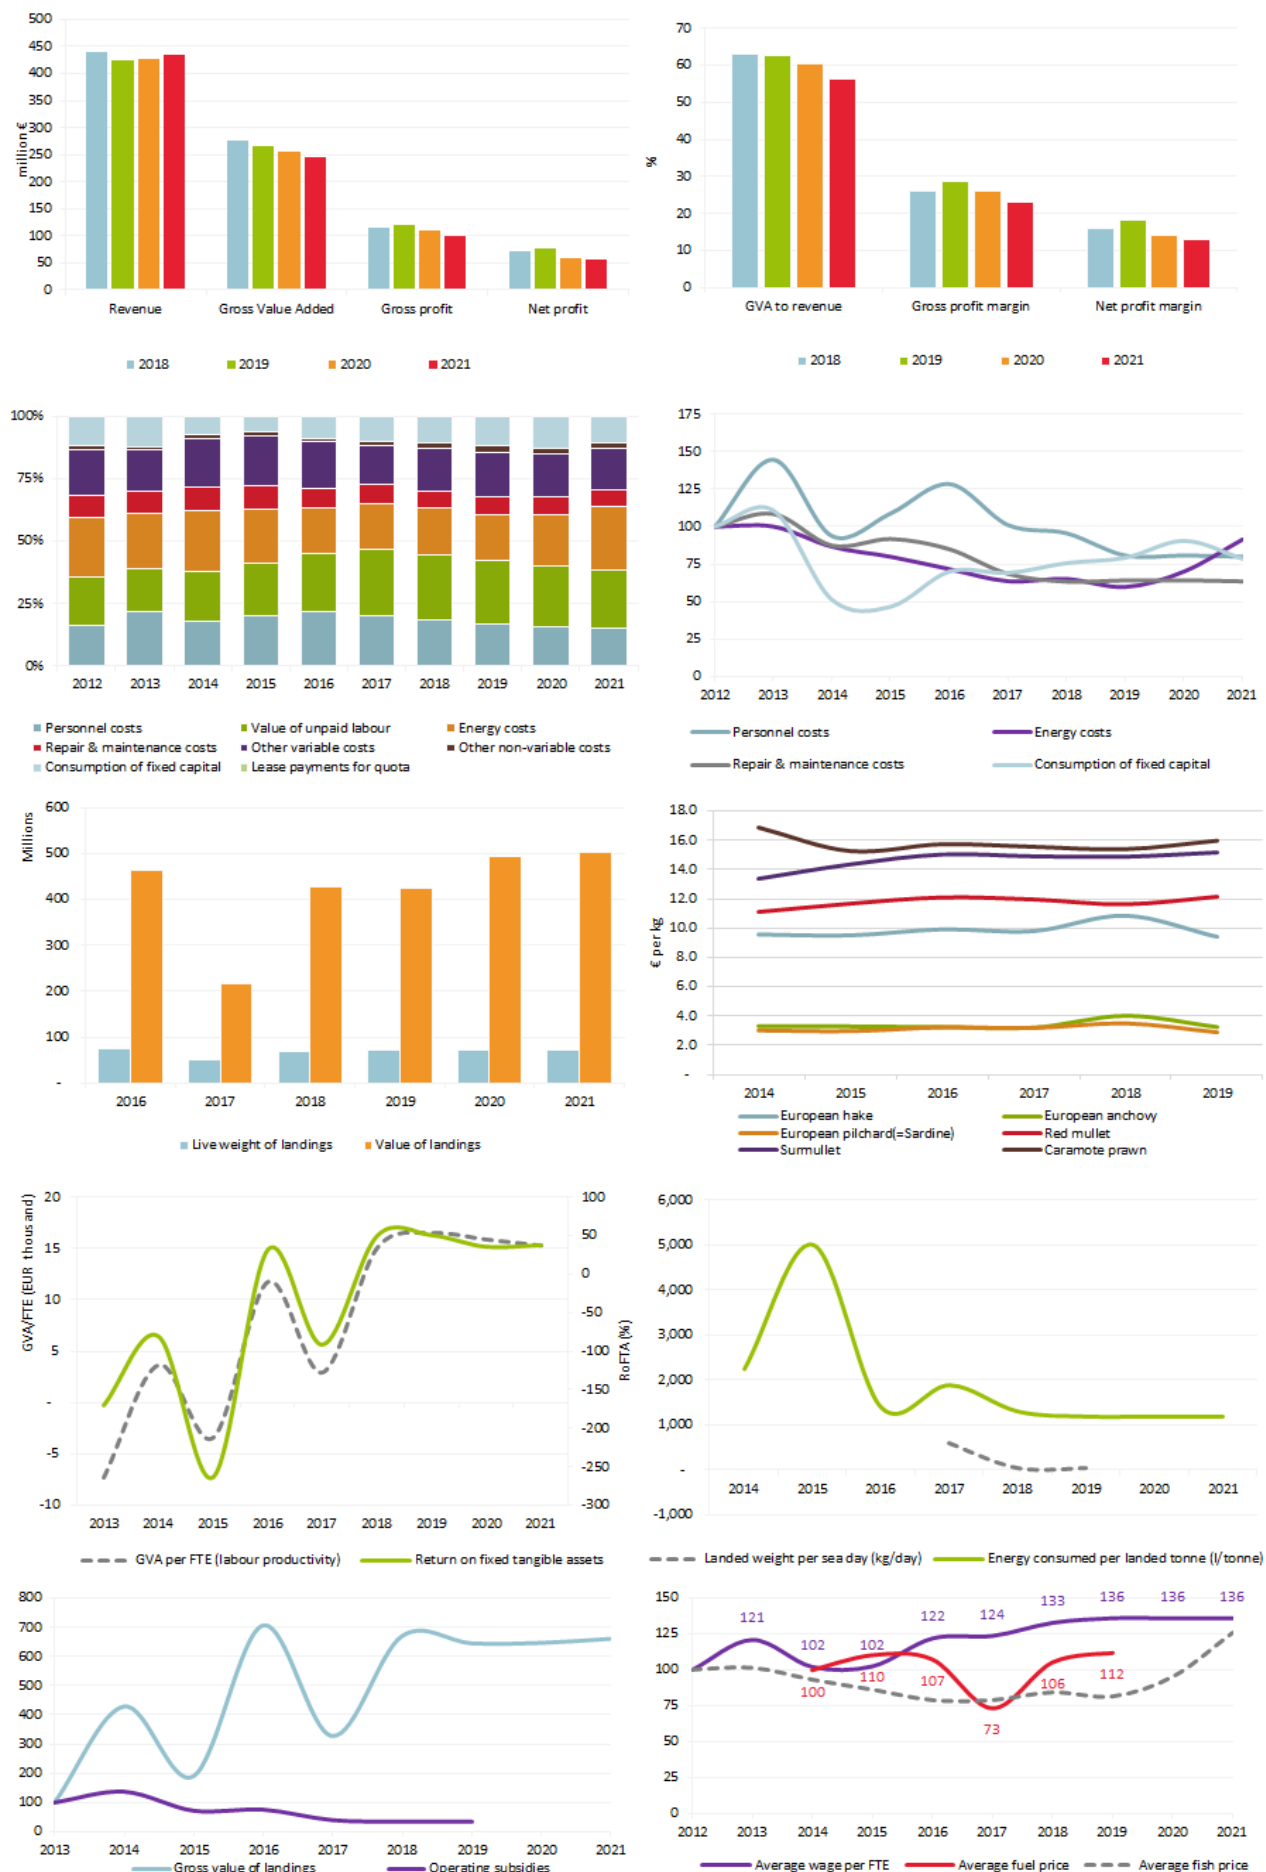 500
450
400
350
300
250
200
150
100
50
0
million €
Revenue Gross Value Added Gross profit Net profit
2018 2019 2020 2021
70
60
50
40
30
20
10
0
%
GVA to revenue Gross profit margin Net profit margin
2018 2019 2020 2021
100%
75%
50%
25%
0%
2012 2013 2014 2015 2016 2017 2018 2019 2020 2021
Personnel costs Value of unpaid labour Energy costs
Repair & maintenance costs Other variable costs Other non-variable costs
Consumption of fixed capital Lease payments for quota
175
150
125
100
75
50
25
0
2012 2013 2014 2015 2016 2017 2018 2019 2020 2021
Personnel costs Energy costs
Repair & maintenance costs Consumption of fixed capital
600
500
400
300
200
100
-
Millions
2016 2017 2018 2019 2020 2021
Live weight of landings Value of landings
18.0
16.0
14.0
12.0
10.0
8.0
6.0
4.0
2.0
-
€ per kg
2014 2015 2016 2017 2018 2019
European hake European anchovy
European pilchard(=Sardine) Red mullet
Surmullet Caramote prawn
20
15
10
5
-
-5
-10
GVA/FTE (EUR thousand)
100
50
0
-50
-100
-150
-200
-250
-300
RoFTA (%)
2013 2014 2015 2016 2017 2018 2019 2020 2021
GVA per FTE (labour productivity) Return on fixed tangible assets
6,000
5,000
4,000
3,000
2,000
1,000
-
-1,000
2014 2015 2016 2017 2018 2019 2020 2021
Landed weight per sea day (kg/day) Energy consumed per landed tonne (l/tonne)
800
700
600
500
400
300
200
100
0
2013 2014 2015 2016 2017 2018 2019 2020 2021
Gross value of landings Operating subsidies
150
125
100
75
50
25
0
121 102 102 122 124 133 136 136 136
100 110 107 73 106 112
2012 2013 2014 2015 2016 2017 2018 2019 2020 2021
Average wage per FTE Average fuel price Average fish price